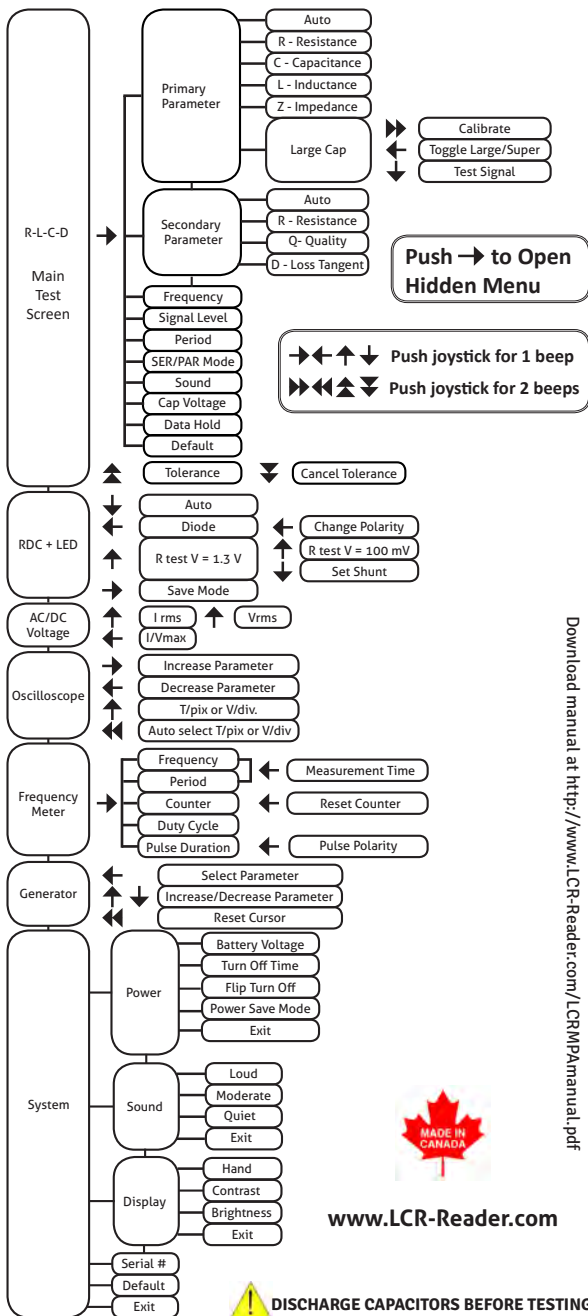 R-L-C-D
Main
Test
Screen
Primary
Parameter
Auto
R - Resistance
C - Capacitance
L - Inductance
Z - Impedance
Large Cap
Calibrate
Toggle Large/Super
Test Signal
Secondary
Parameter
Auto
R - Resistance
Q- Quality
D - Loss Tangent
Push → to Open
Hidden Menu
Frequency
Signal Level
Period
SER/PAR Mode
Sound
Cap Voltage
Data Hold
Default
Push joystick for 1 beep
Push joystick for 2 beeps
Tolerance
Cancel Tolerance
RDC + LED
Auto
Diode
Change Polarity
R test V = 1.3 V
R test V = 100 mV
Set Shunt
Save Mode
AC/DC
Voltage
I rms
Vrms
I/Vmax
Oscilloscope
Increase Parameter
Decrease Parameter
T/pix or V/div.
Auto select T/pix or V/div
Frequency
Meter
Frequency
Period
Measurement Time
Counter
Reset Counter
Duty Cycle
Pulse Duration
Pulse Polarity
Generator
Select Parameter
Increase/Decrease Parameter
Reset Cursor
System
Power
Battery Voltage
Turn Off Time
Flip Turn Off
Power Save Mode
Exit
Sound
Loud
Moderate
Quiet
Exit
Display
Hand
Contrast
Brightness
Exit
Serial #
Default
Exit
MADE IN
CANADA
www.LCR-Reader.com
DISCHARGE CAPACITORS BEFORE TESTING
Download manual at http://www.LCR-Reader.com/LCRMPAmanual.pdf